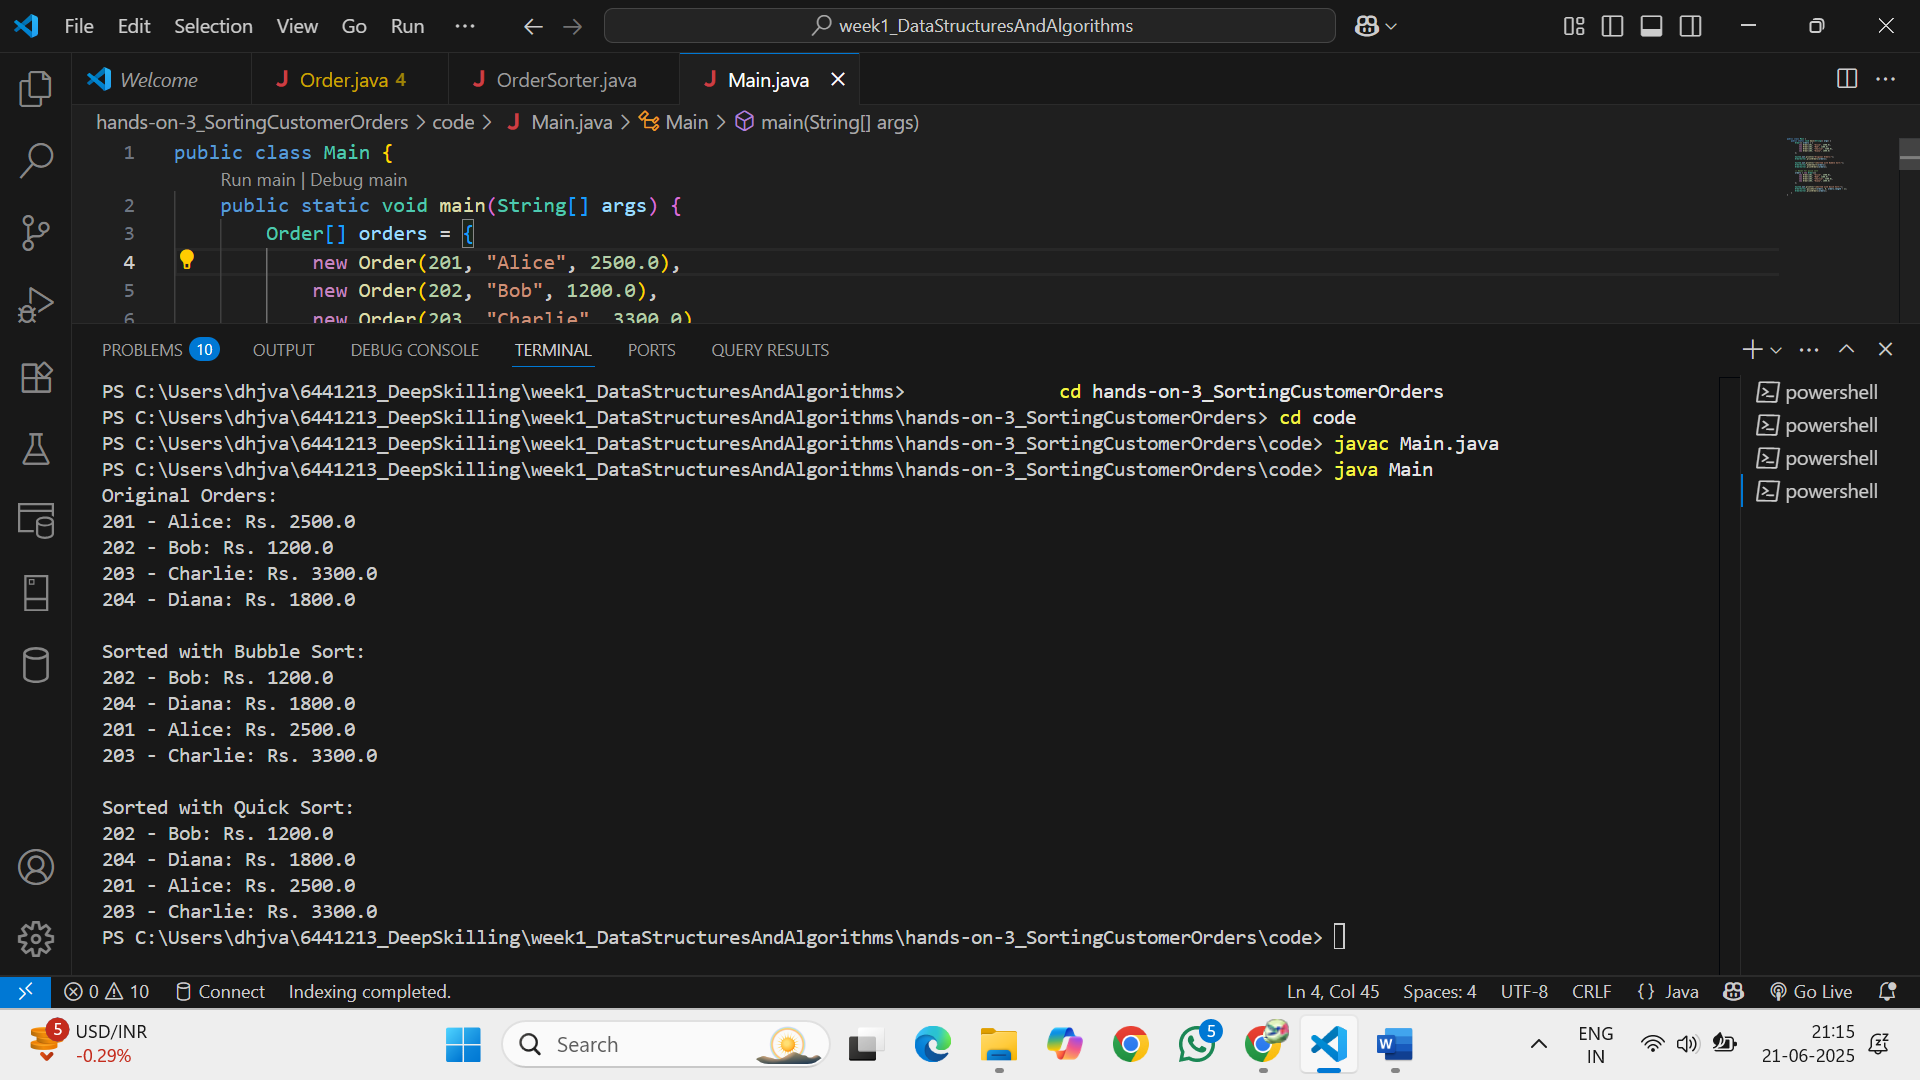 File Edit Selection View Go Run ··· week1_DataStructuresAndAlgorithms
Welcome Order.java 4 OrderSorter.java Main.java
hands-on-3_SortingCustomerOrders > code > Main.java > Main > main(String[] args)
1 public class Main {
Run main | Debug main
2 public static void main(String[] args) {
3 Order[] orders = {
4 new Order(201, "Alice", 2500.0),
5 new Order(202, "Bob", 1200.0),
6 new Order(203, "Charlie", 3300.0)
PROBLEMS 10 OUTPUT DEBUG CONSOLE TERMINAL PORTS QUERY RESULTS
PS C:\Users\dhjva\6441213_DeepSkilling\week1_DataStructuresAndAlgorithms> cd hands-on-3_SortingCustomerOrders
PS C:\Users\dhjva\6441213_DeepSkilling\week1_DataStructuresAndAlgorithms\hands-on-3_SortingCustomerOrders> cd code
PS C:\Users\dhjva\6441213_DeepSkilling\week1_DataStructuresAndAlgorithms\hands-on-3_SortingCustomerOrders\code> javac Main.java
PS C:\Users\dhjva\6441213_DeepSkilling\week1_DataStructuresAndAlgorithms\hands-on-3_SortingCustomerOrders\code> java Main
Original Orders:
201 - Alice: Rs. 2500.0
202 - Bob: Rs. 1200.0
203 - Charlie: Rs. 3300.0
204 - Diana: Rs. 1800.0
Sorted with Bubble Sort:
202 - Bob: Rs. 1200.0
204 - Diana: Rs. 1800.0
201 - Alice: Rs. 2500.0
203 - Charlie: Rs. 3300.0
Sorted with Quick Sort:
202 - Bob: Rs. 1200.0
204 - Diana: Rs. 1800.0
201 - Alice: Rs. 2500.0
203 - Charlie: Rs. 3300.0
PS C:\Users\dhjva\6441213_DeepSkilling\week1_DataStructuresAndAlgorithms\hands-on-3_SortingCustomerOrders\code>
powershell
powershell
powershell
powershell
0 10 Connect Indexing completed. Ln 4, Col 45 Spaces: 4 UTF-8 CRLF {} Java Go Live
5 USD/INR
-0.29%
Search
5
ENG
IN
21:15
21-06-2025